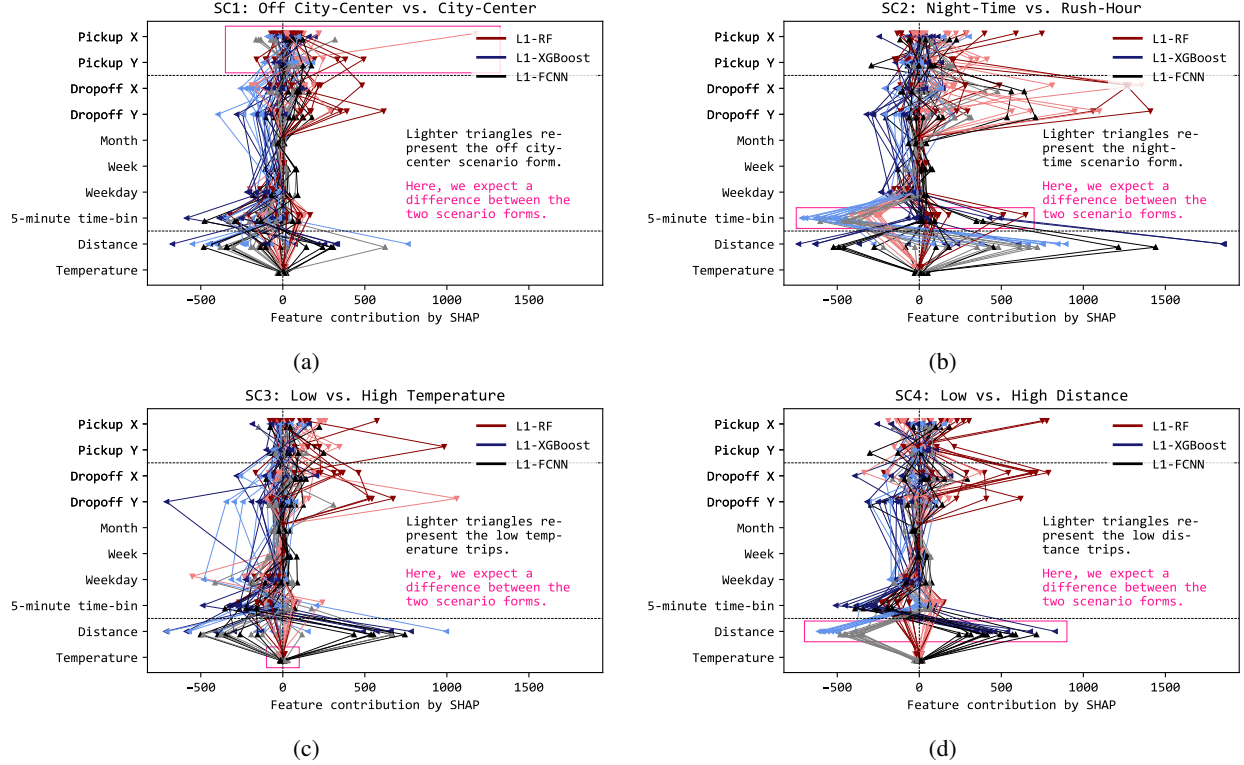 SC1: Off City-Center vs. City-Center
Pickup X
Pickup Y
Dropoff X
Dropoff Y
Month
Week
Weekday
5-minute time-bin
Distance
Temperature
L1-RF
L1-XGBoost
L1-FCNN
Lighter triangles re-
present the off city-
center scenario form.
Here, we expect a
difference between the
two scenario forms.
−500
0
500
1000
1500
Feature contribution by SHAP
(a)
SC2: Night-Time vs. Rush-Hour
Pickup X
Pickup Y
Dropoff X
Dropoff Y
Month
Week
Weekday
5-minute time-bin
Distance
Temperature
L1-RF
L1-XGBoost
L1-FCNN
Lighter triangles re-
present the night-
time scenario form.
Here, we expect a
difference between the
two scenario forms.
−500
0
500
1000
1500
Feature contribution by SHAP
(b)
SC3: Low vs. High Temperature
Pickup X
Pickup Y
Dropoff X
Dropoff Y
Month
Week
Weekday
5-minute time-bin
Distance
Temperature
L1-RF
L1-XGBoost
L1-FCNN
Lighter triangles re-
present the low temp-
erature trips.
Here, we expect a
difference between the
two scenario forms.
−500
0
500
1000
1500
Feature contribution by SHAP
(c)
SC4: Low vs. High Distance
Pickup X
Pickup Y
Dropoff X
Dropoff Y
Month
Week
Weekday
5-minute time-bin
Distance
Temperature
L1-RF
L1-XGBoost
L1-FCNN
Lighter triangles re-
present the low dis-
tance trips.
Here, we expect a
difference between the
two scenario forms.
−500
0
500
1000
1500
Feature contribution by SHAP
(d)